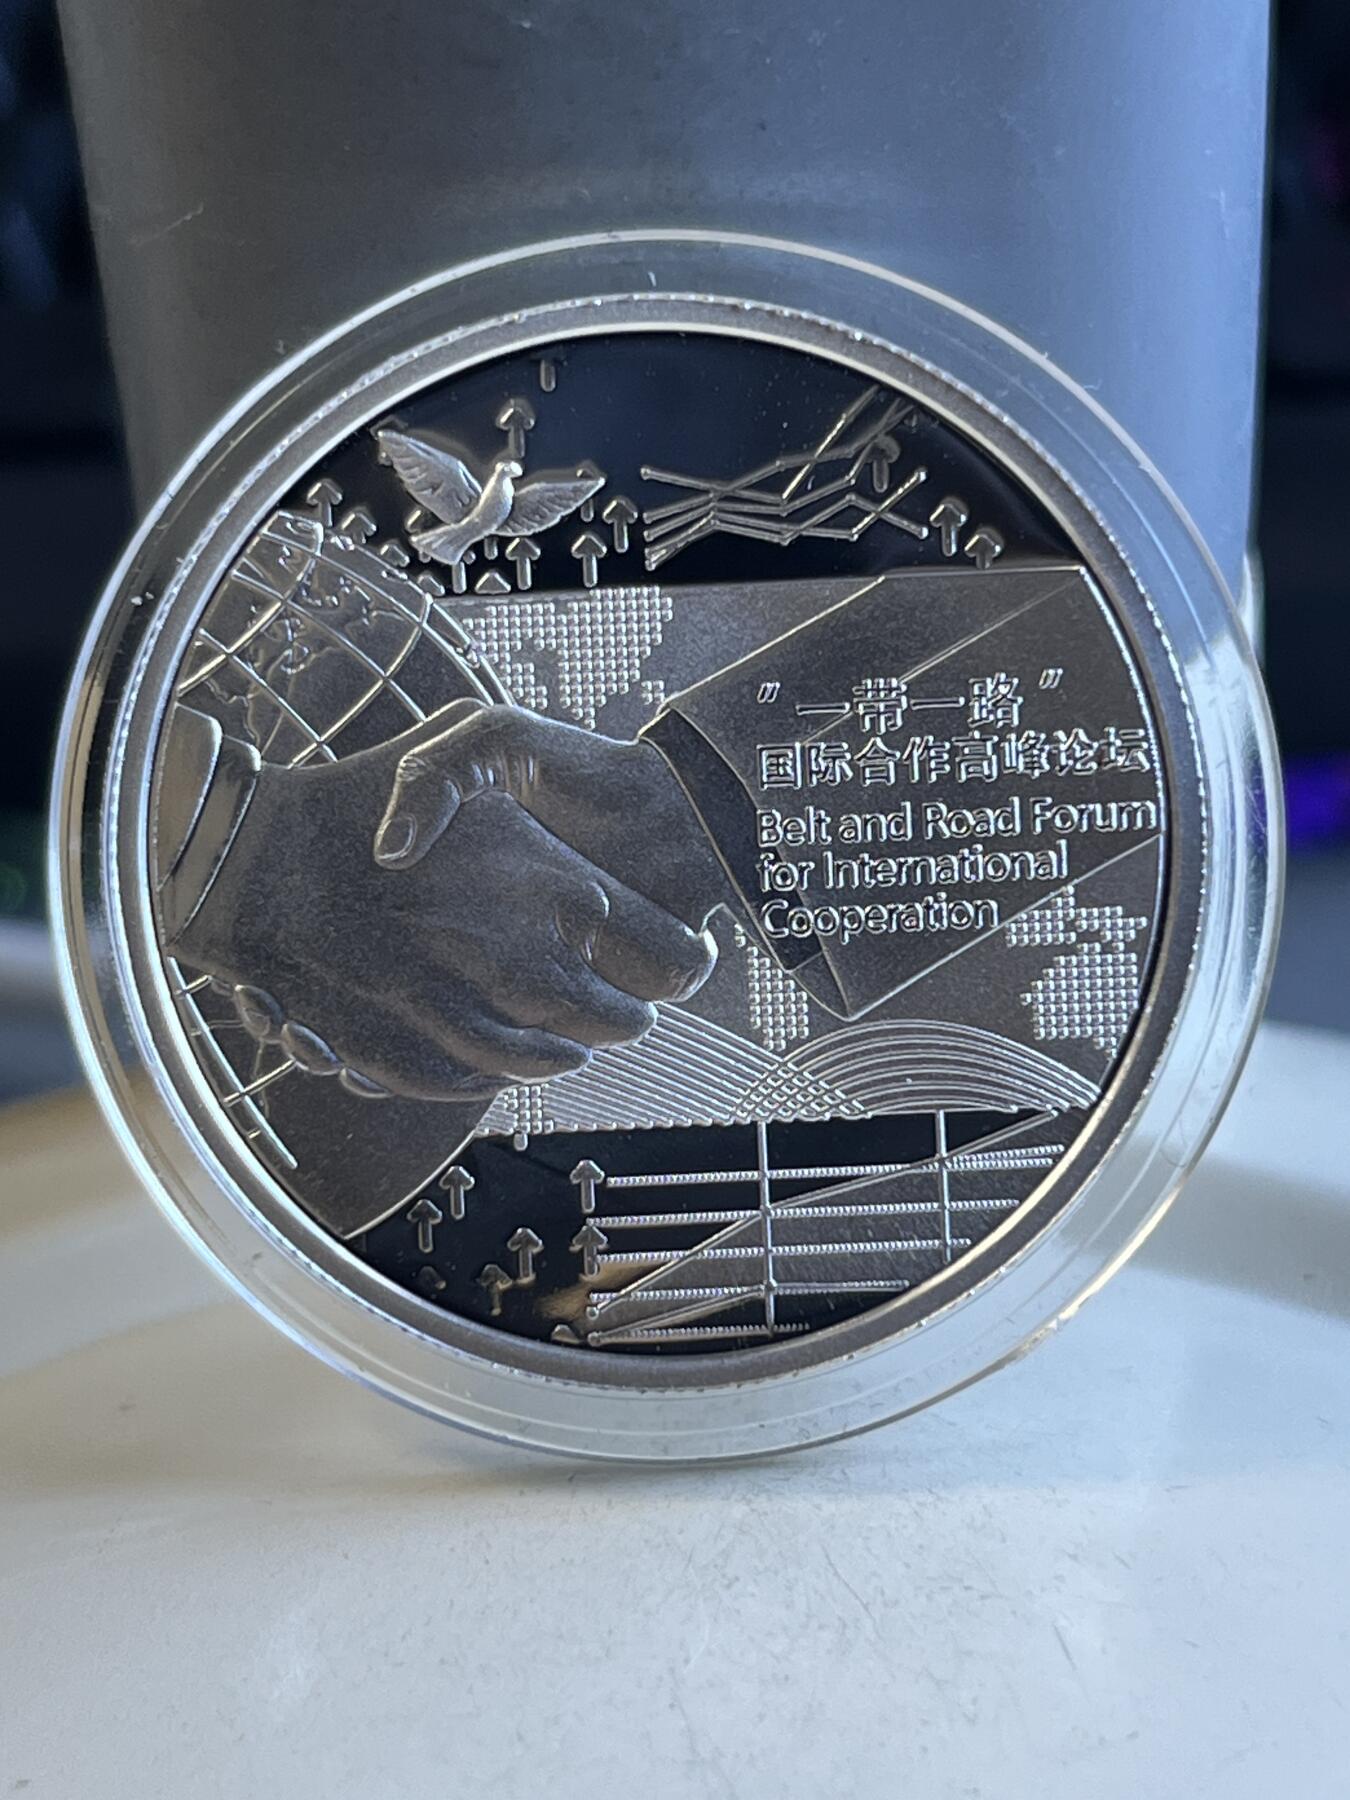 "一带一路"
国际合作高峰论坛
Belt and Road Forum
for International
Cooperation